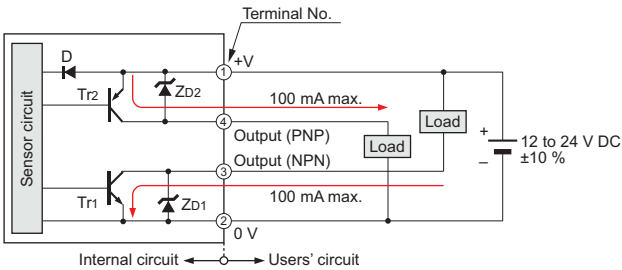 Terminal No.
Sensor circuit
D
1
+V
Tr2
ZD2
100 mA max.
4
Output (PNP)
Load
Load
+
−
12 to 24 V DC
±10 %
Output (NPN)
3
100 mA max.
Tr1
ZD1
2
0 V
Internal circuit
Users' circuit